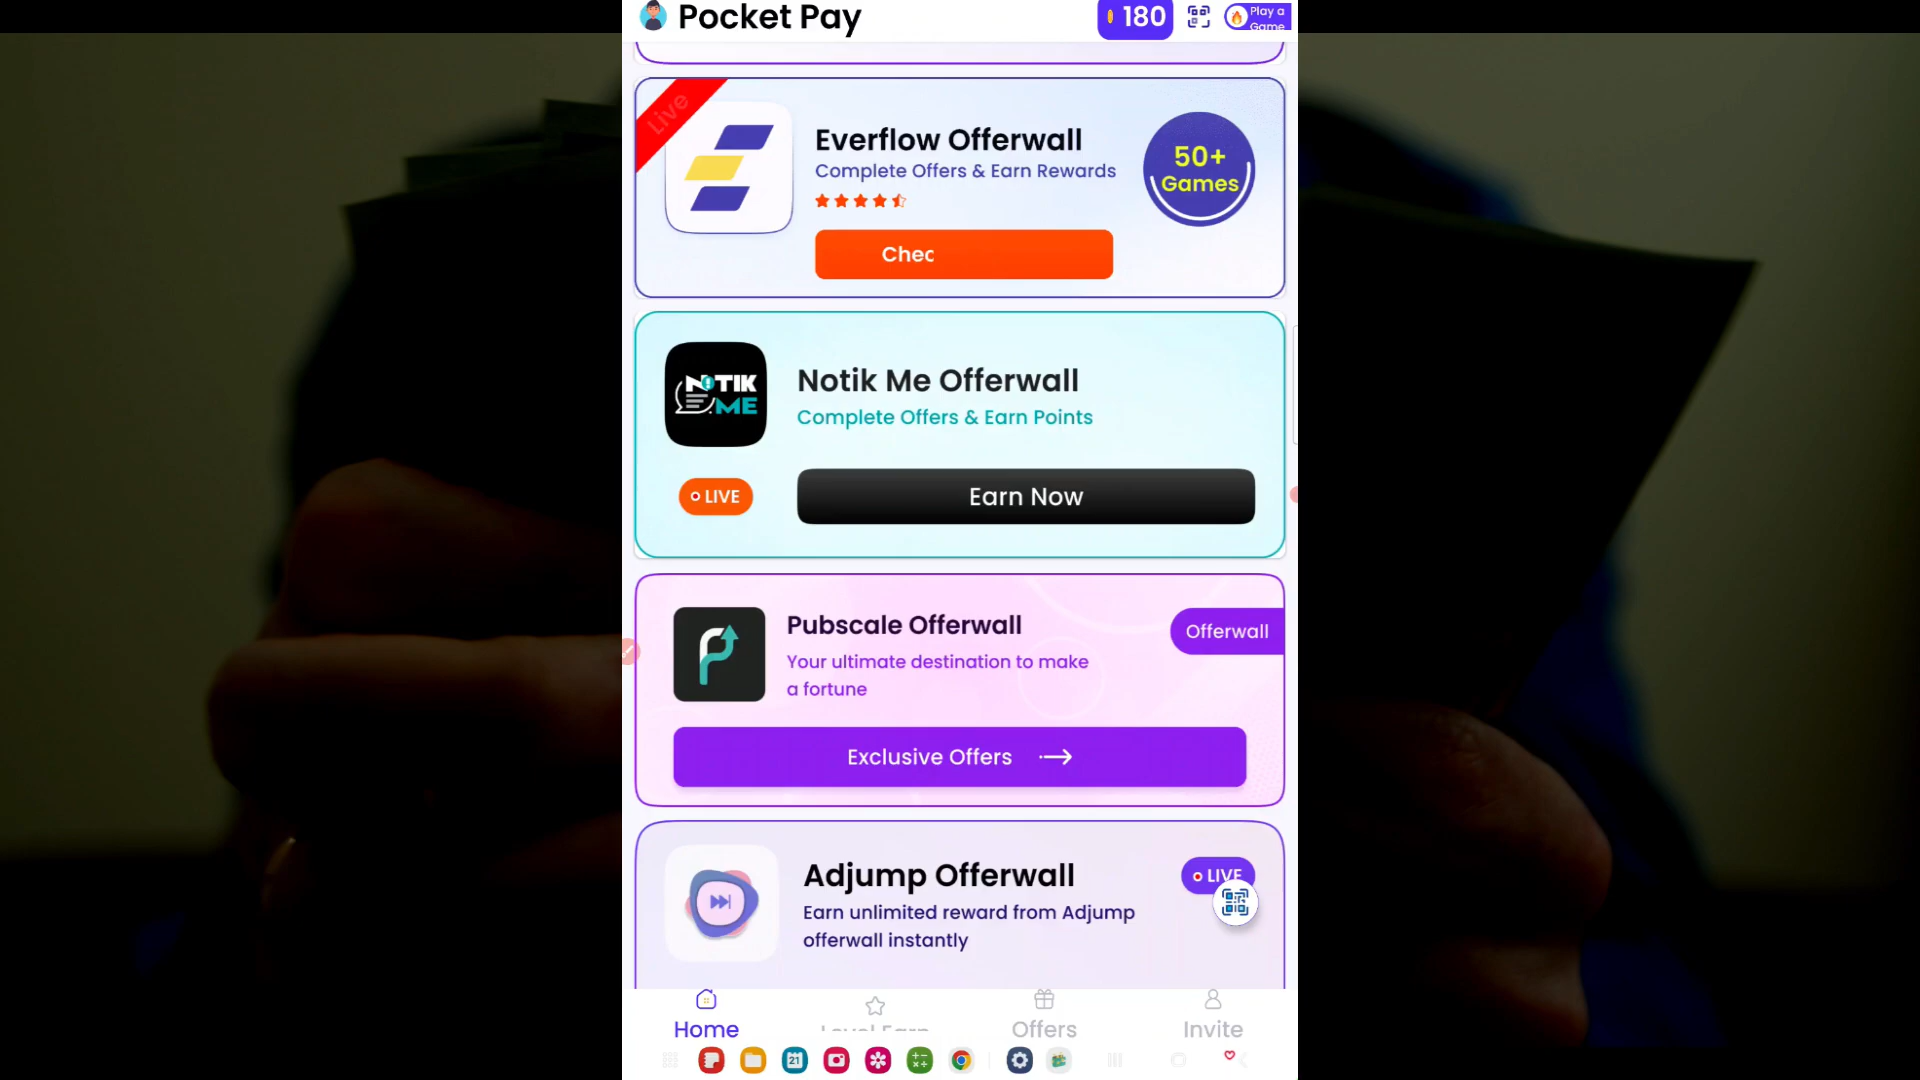 Pocket Pay
180
Play a
Game
Live
Everflow Offerwall
Complete Offers & Earn Rewards
50+
Games
Chec
NOTIK
ME
Notik Me Offerwall
Complete Offers & Earn Points
LIVE
Earn Now
Pubscale Offerwall
Offerwall
Your ultimate destination to make
a fortune
Exclusive Offers
Adjump Offerwall
LIVE
Earn unlimited reward from Adjump
offerwall instantly
Home
Level Earn
Offers
Invite
21